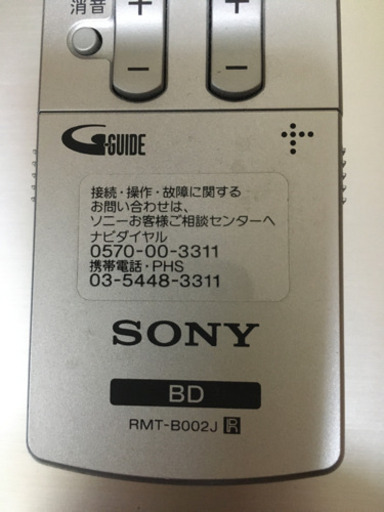 消音
+ +
− −
G-GUIDE
接続・操作・故障に関する
お問い合わせは、
ソニーお客様ご相談センターへ
ナビダイヤル
0570-00-3311
携帯電話・PHS
03-5448-3311
SONY
BD
RMT-B002J